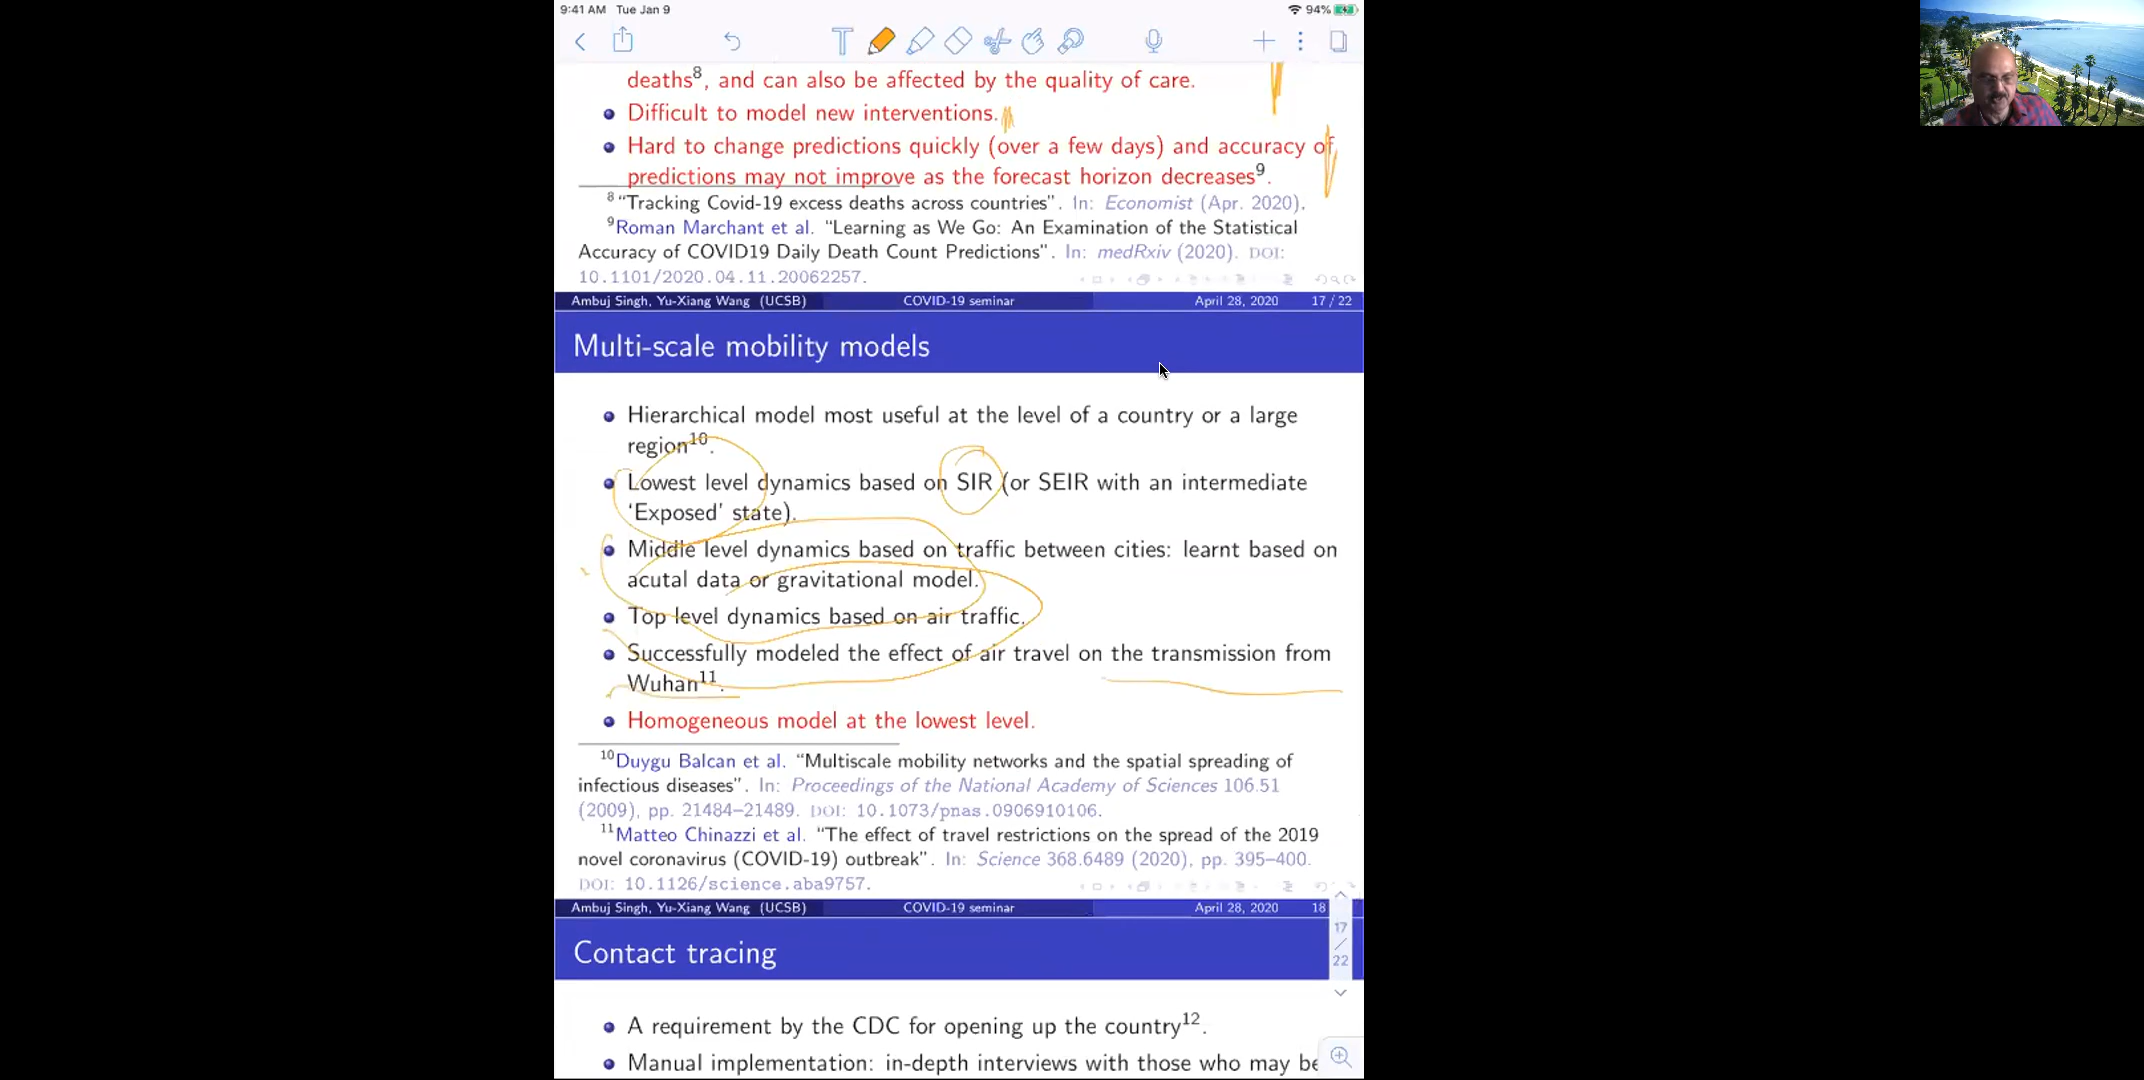 9:41 AM Tue Jan 9
94%
deaths8, and can also be affected by the quality of care.
Difficult to model new interventions.
Hard to change predictions quickly (over a few days) and accuracy of
predictions may not improve as the forecast horizon decreases9.
8 "Tracking Covid-19 excess deaths across countries". In: Economist (Apr. 2020).
9 Roman Marchant et al. "Learning as We Go: An Examination of the Statistical
Accuracy of COVID19 Daily Death Count Predictions". In: medRxiv (2020). DOI:
10.1101/2020.04.11.20062257.
Ambuj Singh, Yu-Xiang Wang (UCSB) COVID-19 seminar April 28, 2020 17 / 22
Multi-scale mobility models
Hierarchical model most useful at the level of a country or a large
region10.
Lowest level dynamics based on SIR (or SEIR with an intermediate
'Exposed' state).
Middle level dynamics based on traffic between cities: learnt based on
acutal data or gravitational model.
Top level dynamics based on air traffic.
Successfully modeled the effect of air travel on the transmission from
Wuhan11.
Homogeneous model at the lowest level.
10 Duygu Balcan et al. "Multiscale mobility networks and the spatial spreading of
infectious diseases". In: Proceedings of the National Academy of Sciences 106.51
(2009), pp. 21484–21489. DOI: 10.1073/pnas.0906910106.
11 Matteo Chinazzi et al. "The effect of travel restrictions on the spread of the 2019
novel coronavirus (COVID-19) outbreak". In: Science 368.6489 (2020), pp. 395–400.
DOI: 10.1126/science.aba9757.
Ambuj Singh, Yu-Xiang Wang (UCSB) COVID-19 seminar April 28, 2020 18
17
/
22
Contact tracing
A requirement by the CDC for opening up the country12.
Manual implementation: in-depth interviews with those who may be